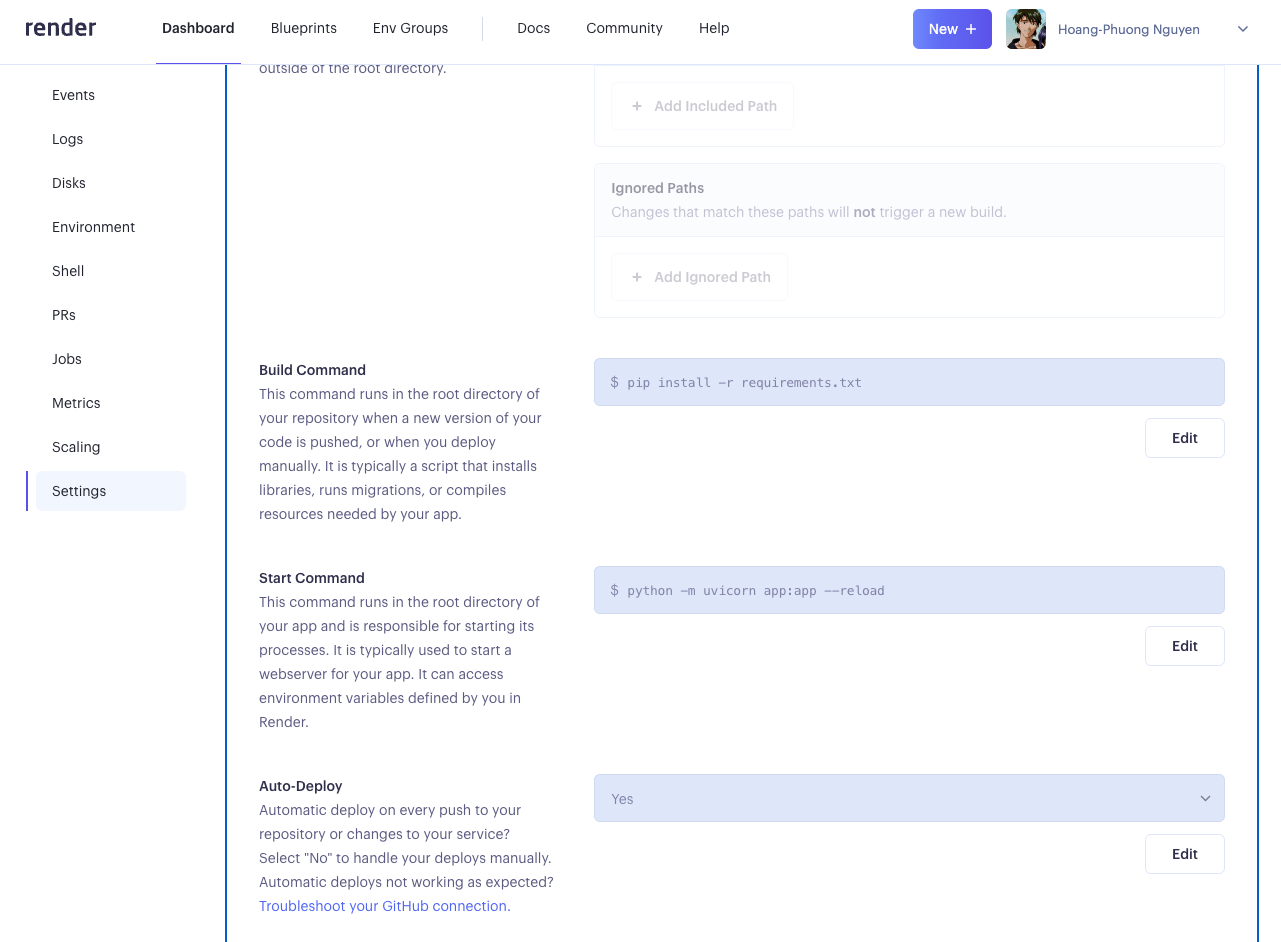 render
Dashboard
Blueprints
Env Groups
Docs
Community
Help
New +
Hoang-Phuong Nguyen
Events
Logs
Disks
Environment
Shell
PRs
Jobs
Metrics
Scaling
Settings
outside of the root directory.
+ Add Included Path
Ignored Paths
Changes that match these paths will not trigger a new build.
+ Add Ignored Path
Build Command
This command runs in the root directory of
your repository when a new version of your
code is pushed, or when you deploy
manually. It is typically a script that installs
libraries, runs migrations, or compiles
resources needed by your app.
$ pip install -r requirements.txt
Edit
Start Command
This command runs in the root directory of
your app and is responsible for starting its
processes. It is typically used to start a
webserver for your app. It can access
environment variables defined by you in
Render.
$ python -m uvicorn app:app --reload
Edit
Auto-Deploy
Automatic deploy on every push to your
repository or changes to your service?
Select "No" to handle your deploys manually.
Automatic deploys not working as expected?
Troubleshoot your GitHub connection.
Yes
Edit